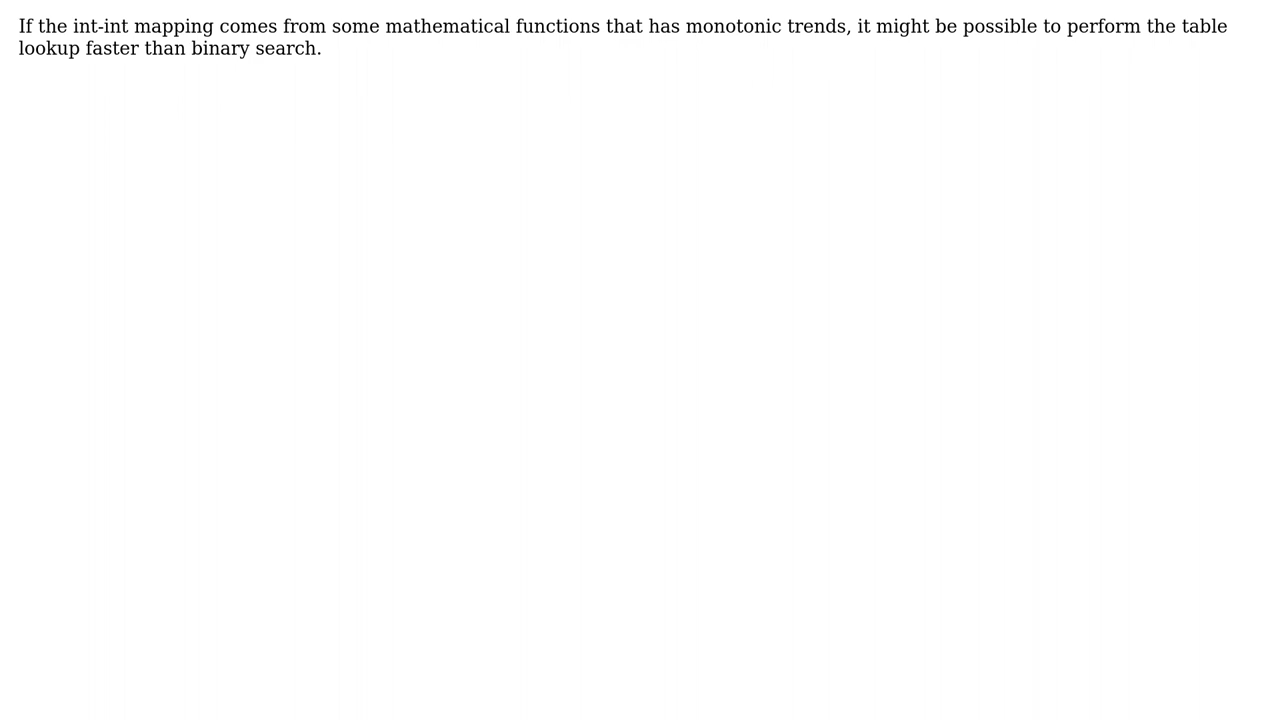 If the int-int mapping comes from some mathematical functions that has monotonic trends, it might be possible to perform the table
lookup faster than binary search.